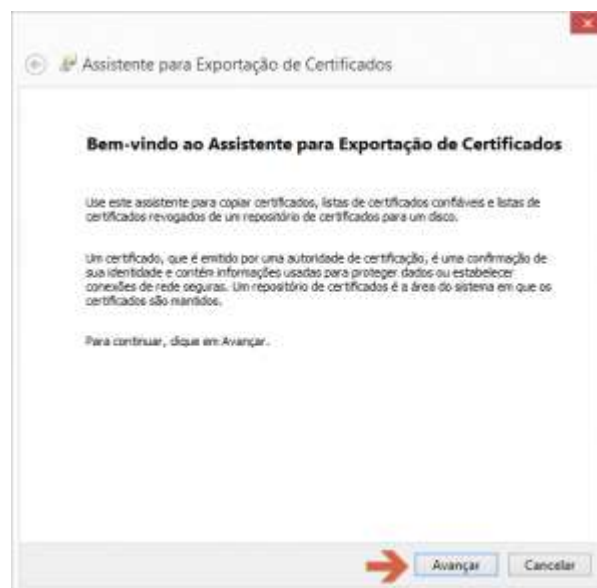 Assistente para Exportação de Certificados
Bem-vindo ao Assistente para Exportação de Certificados
Use este assistente para copiar certificados, listas de certificados confiáveis e listas de
certificados revogados de um repositório de certificados para um disco.
Um certificado, que é emitido por uma autoridade de certificação, é uma confirmação de
sua identidade e contém informações usadas para proteger dados ou estabelecer
conexões de rede seguras. Um repositório de certificados é a área do sistema em que os
certificados são mantidos.
Para continuar, clique em Avançar.
Avançar Cancelar